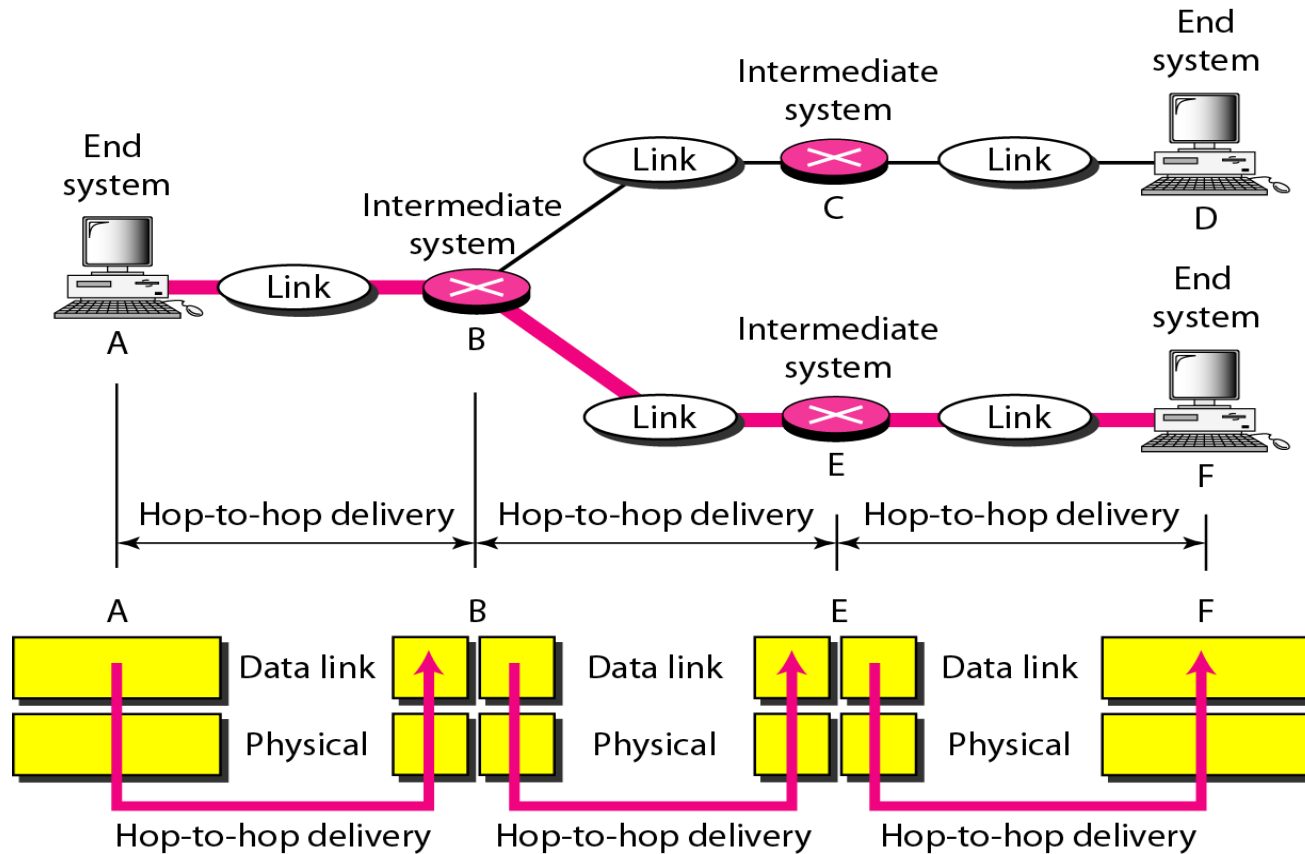 End
system
Intermediate
system
End
system
Link
Link
C
D
Intermediate
system
Link
A
B
End
system
Intermediate
system
Link
Link
E
F
Hop-to-hop delivery
Hop-to-hop delivery
Hop-to-hop delivery
A
B
E
F
Data link
Data link
Data link
Physical
Physical
Physical
Hop-to-hop delivery
Hop-to-hop delivery
Hop-to-hop delivery